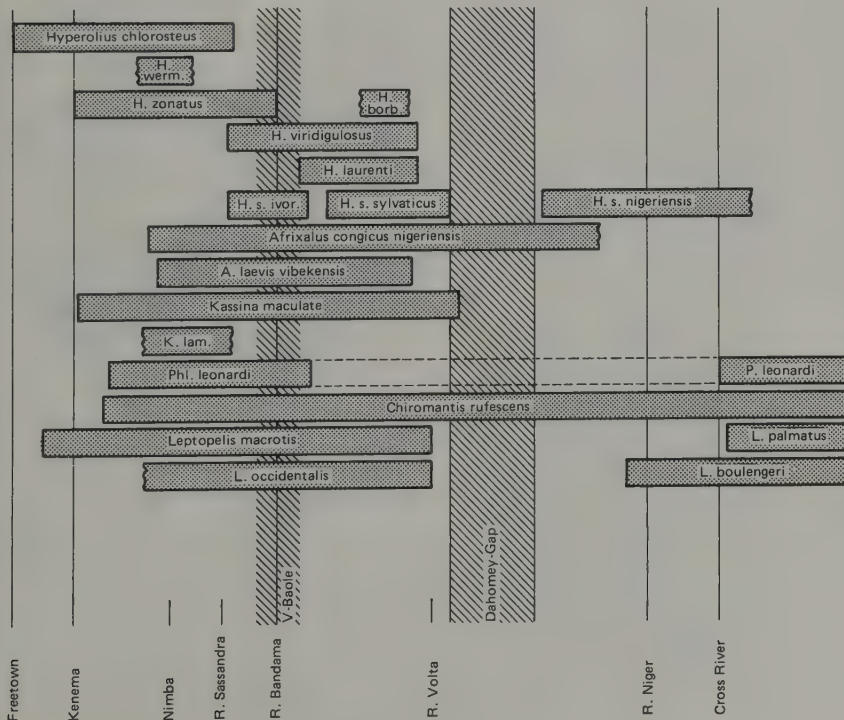 Hyperolius chlorosteus
H.
werm.
H. zonatus
H.
borb.
H. viridigulosus
H. laurenti
H. s. ivor.
H. s. sylvaticus
H. s. nigeriensis
Afrixalus congicus nigeriensis
A. laevis vibekensis
Kassina maculate
K. lam.
Phl. leonardi
P. leonardi
Chiromantis rufescens
Leptopelis macrotis
L. palmatus
L. occidentalis
L. boulengeri
V-Baole
Dahomey-Gap
Freetown
Kenema
Nimba
R. Sassandra
R. Bandama
R. Volta
R. Niger
Cross River